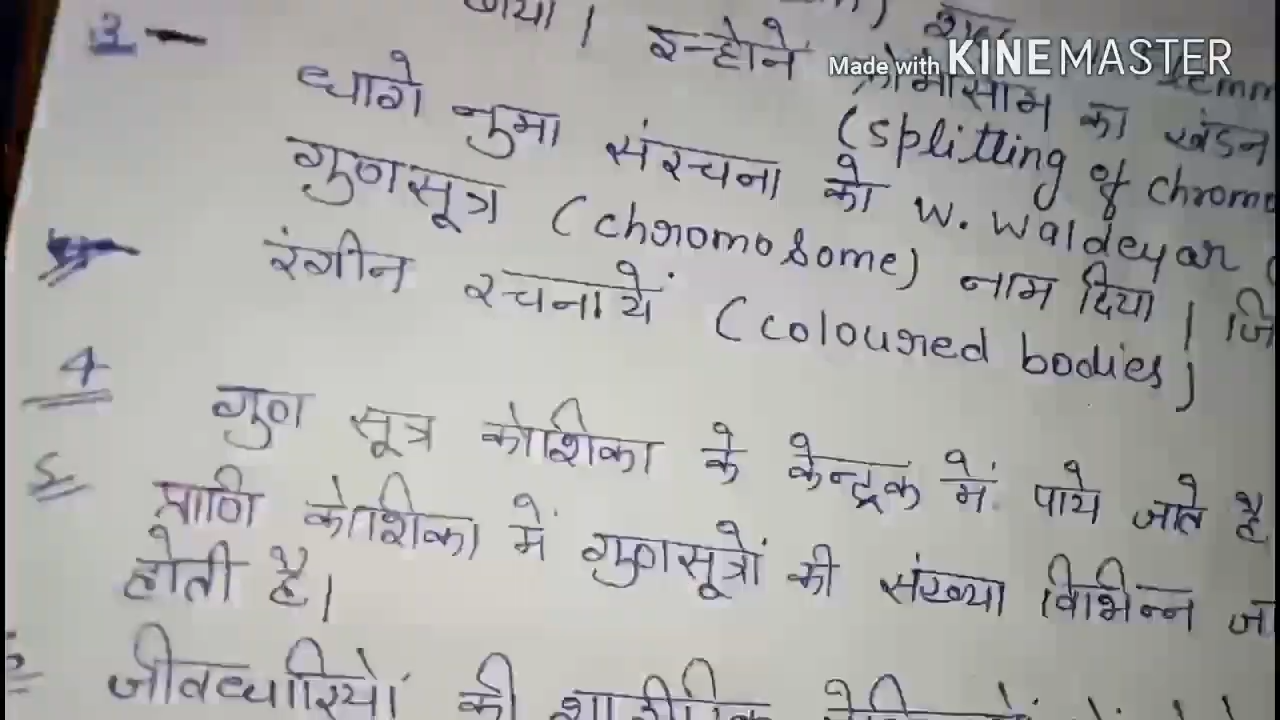 इन्होंने क्रोमोसोम का खंडन
Made with KINEMASTER
(splitting of chromo
3 - धागे नुमा संरचना को W. Waldeyar
गुणसूत्र (chromosome) नाम दिया। जि
रंगीन रचनायें (coloured bodies)
4 गुण सूत्र कोशिका के केन्द्रक में पाये जाते है
5 प्राणि कोशिका में गुणसूत्रों की संख्या विभिन्न जा
होती है।
जीवधारियों की